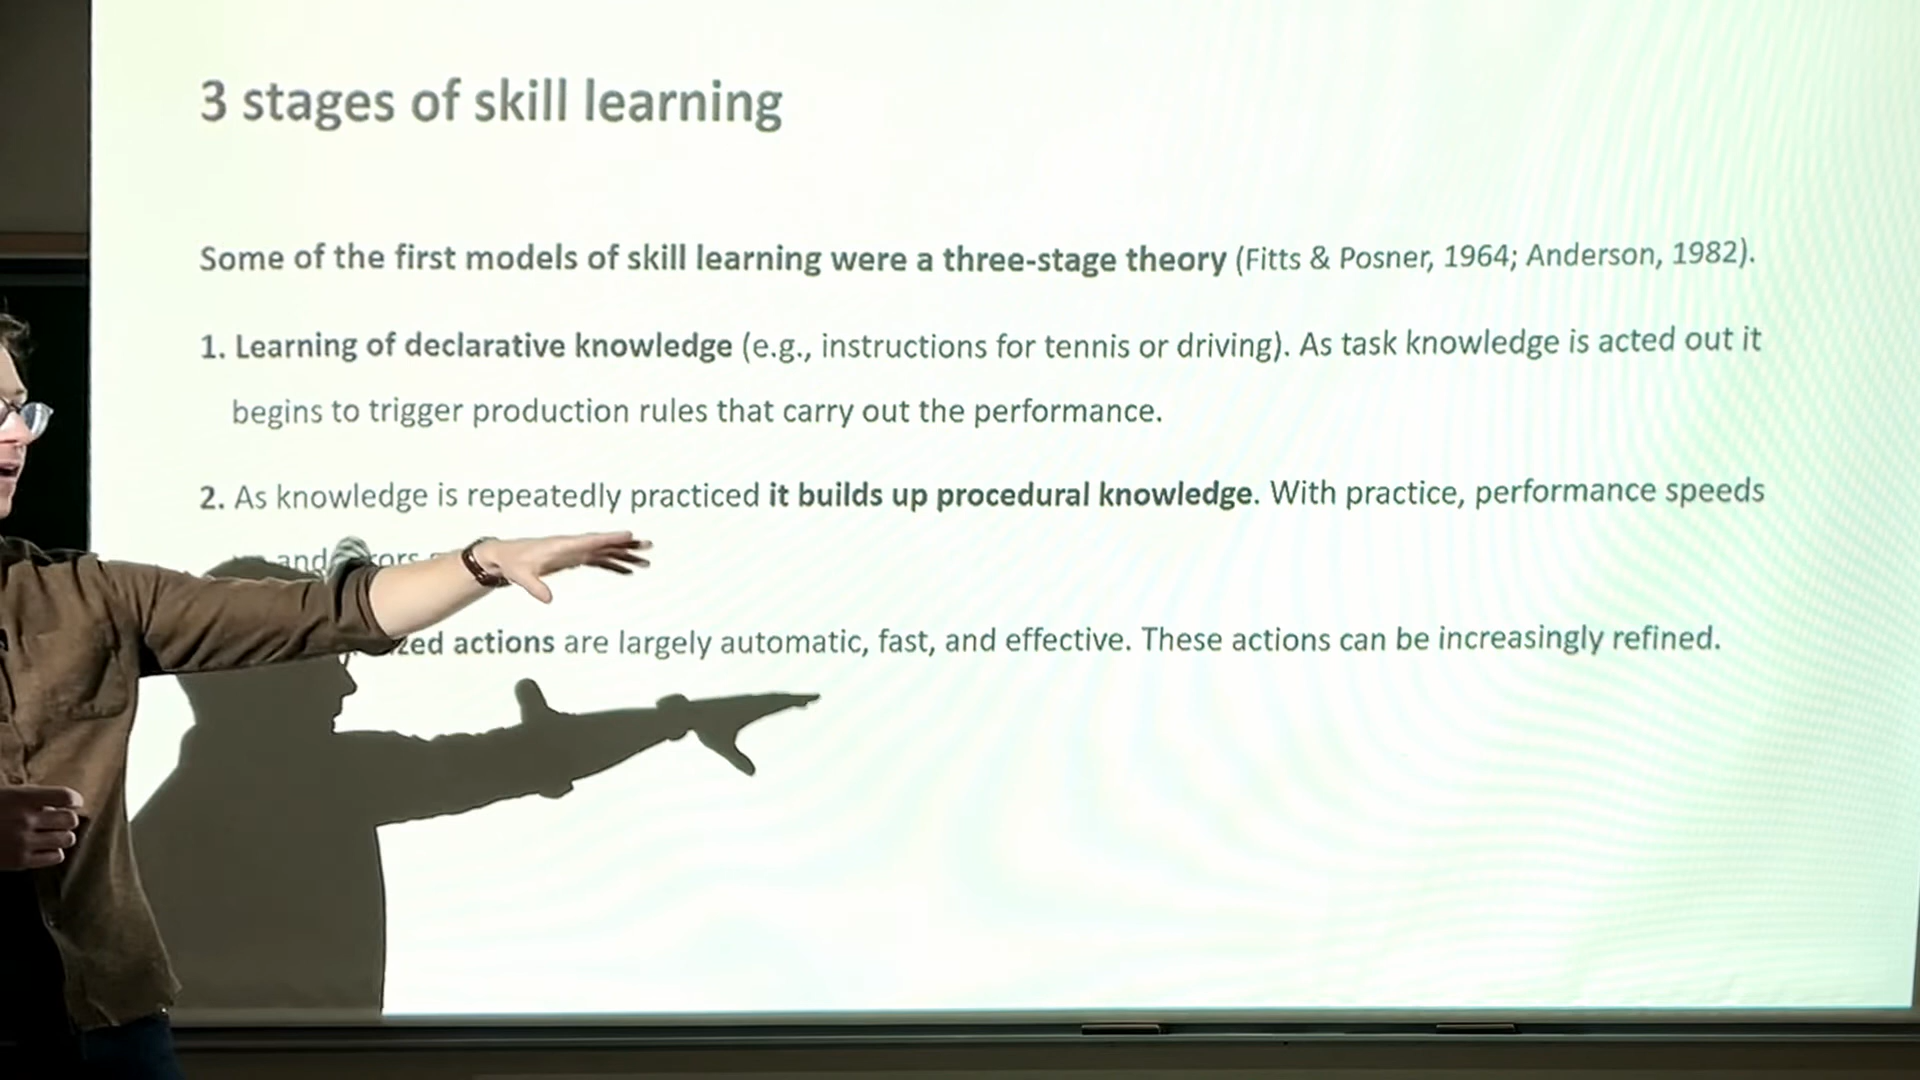 3 stages of skill learning
Some of the first models of skill learning were a three-stage theory (Fitts & Posner, 1964; Anderson, 1982).
1. Learning of declarative knowledge (e.g., instructions for tennis or driving). As task knowledge is acted out it
begins to trigger production rules that carry out the performance.
2. As knowledge is repeatedly practiced it builds up procedural knowledge. With practice, performance speeds
and
actions are largely automatic, fast, and effective. These actions can be increasingly refined.